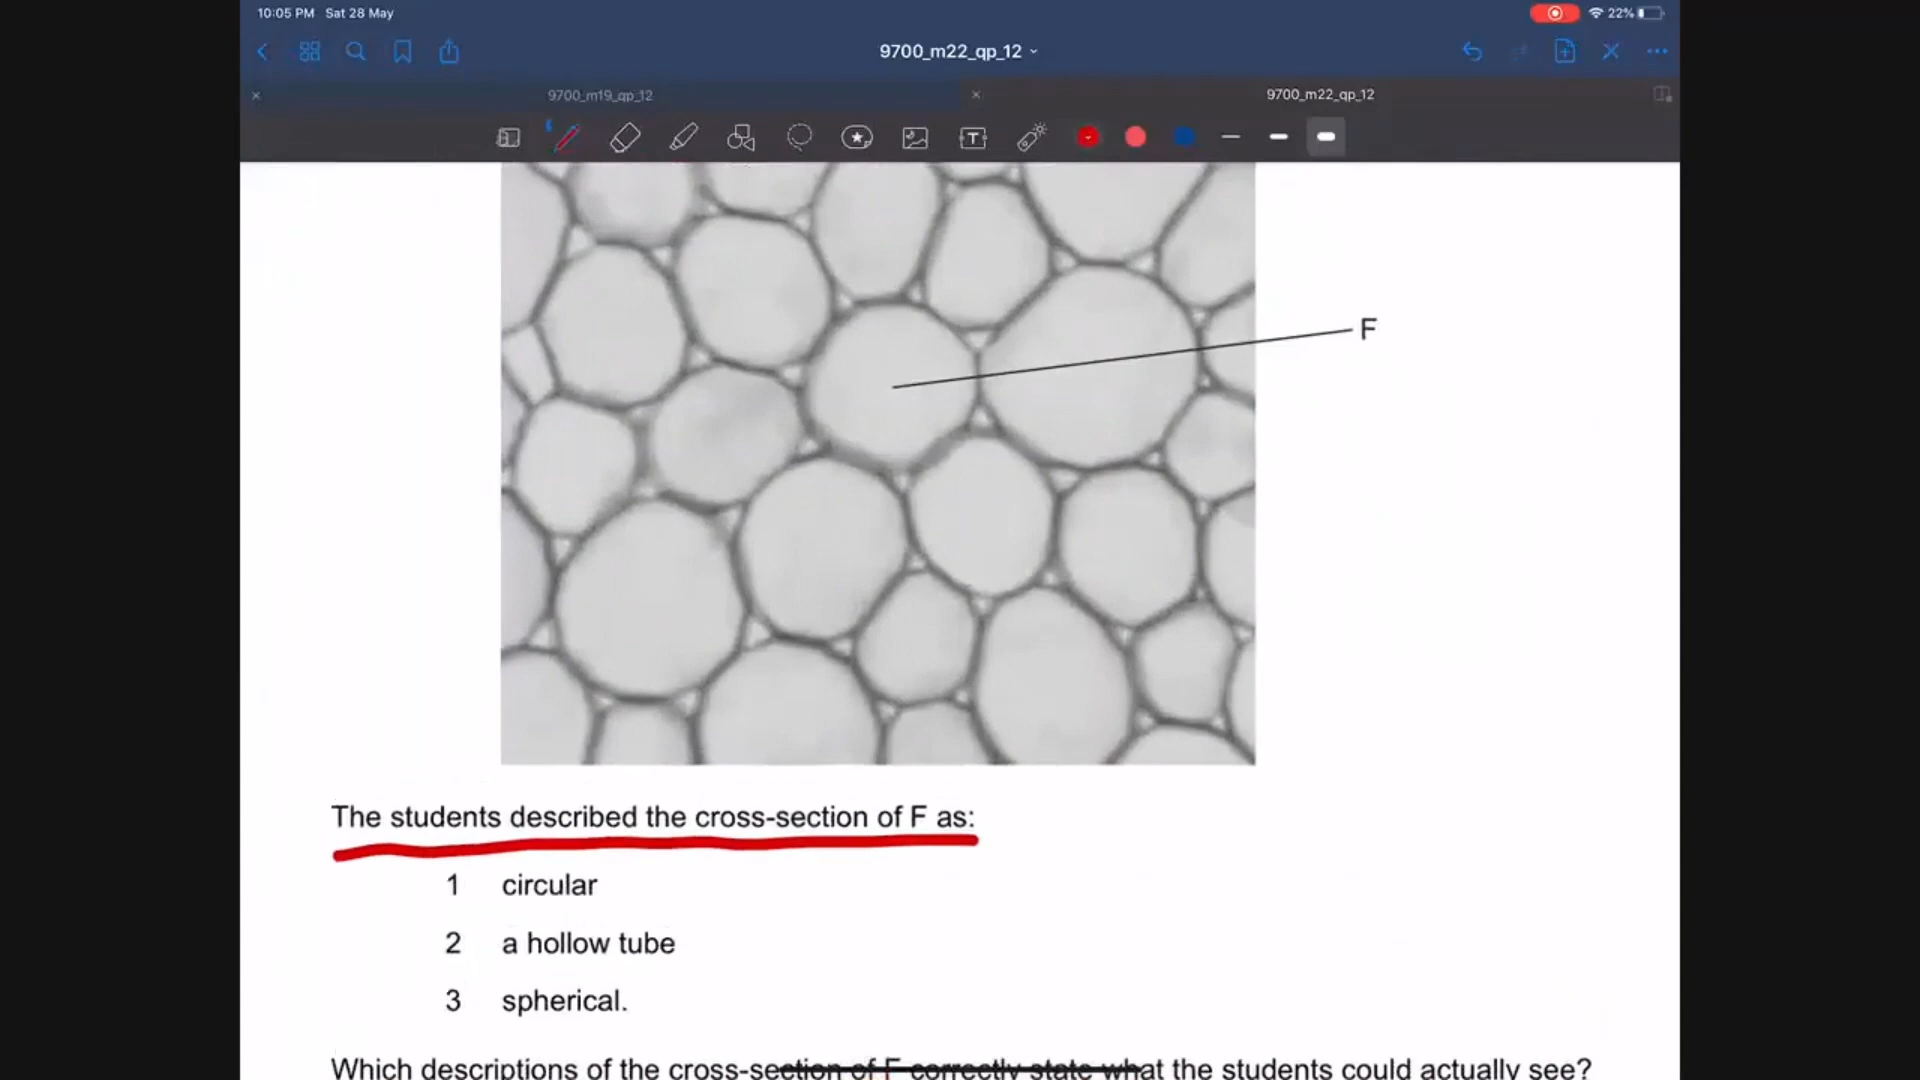 10:05 PM Sat 28 May
22%
9700_m22_qp_12
9700_m19_qp_12
9700_m22_qp_12
T
F
The students described the cross-section of F as:
1 circular
2 a hollow tube
3 spherical.
Which descriptions of the cross-section of F correctly state what the students could actually see?